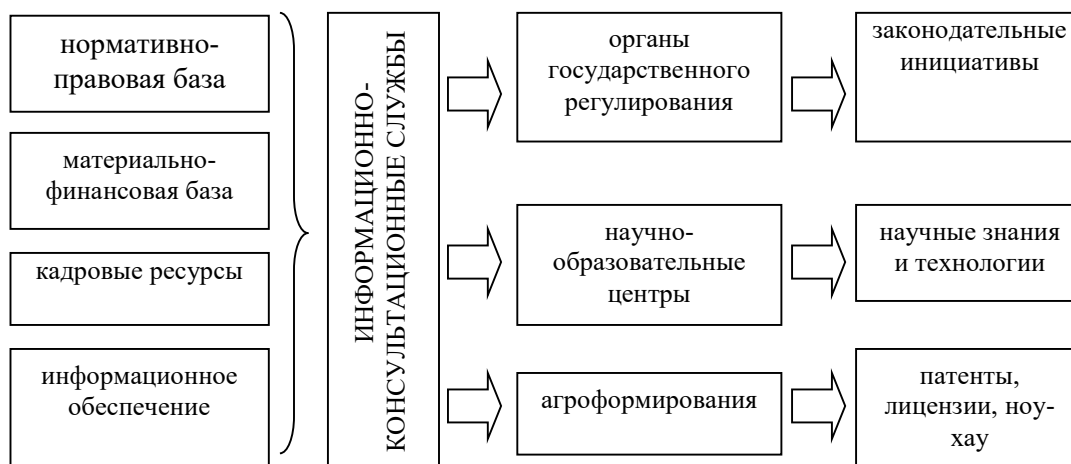 нормативно-
правовая база
материально-
финансовая база
кадровые ресурсы
информационное
обеспечение
ИНФОРМАЦИОННО-
КОНСУЛЬТАЦИОННЫЕ СЛУЖБЫ
органы
государственного
регулирования
научно-
образовательные
центры
агроформирования
законодательные
инициативы
научные знания
и технологии
патенты,
лицензии, ноу-
хау